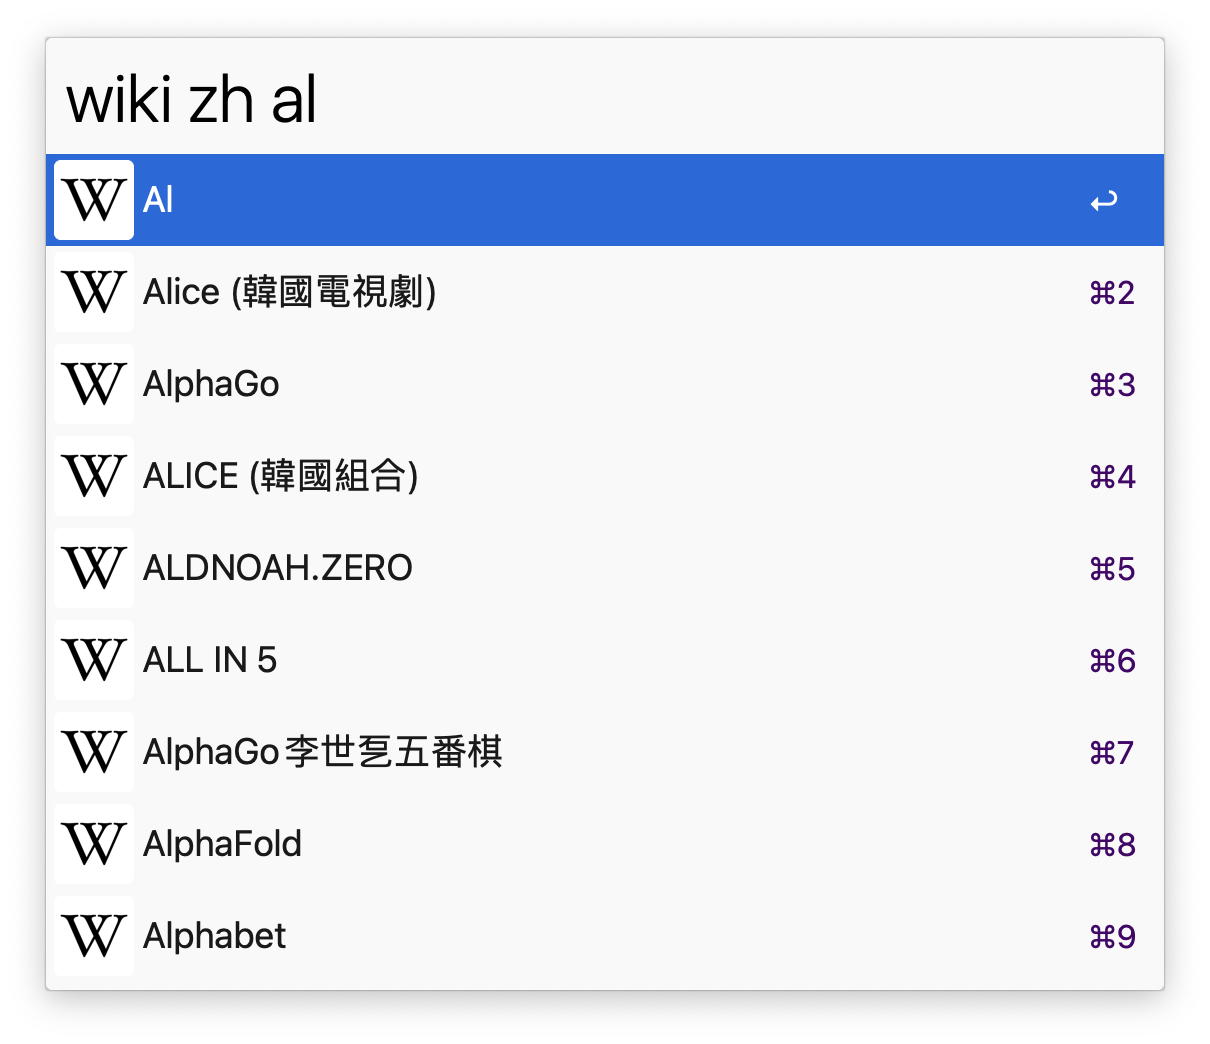 wiki zh al
Al
Alice (韓國電視劇) ⌘2
AlphaGo ⌘3
ALICE (韓國組合) ⌘4
ALDNOAH.ZERO ⌘5
ALL IN 5 ⌘6
AlphaGo李世乭五番棋 ⌘7
AlphaFold ⌘8
Alphabet ⌘9